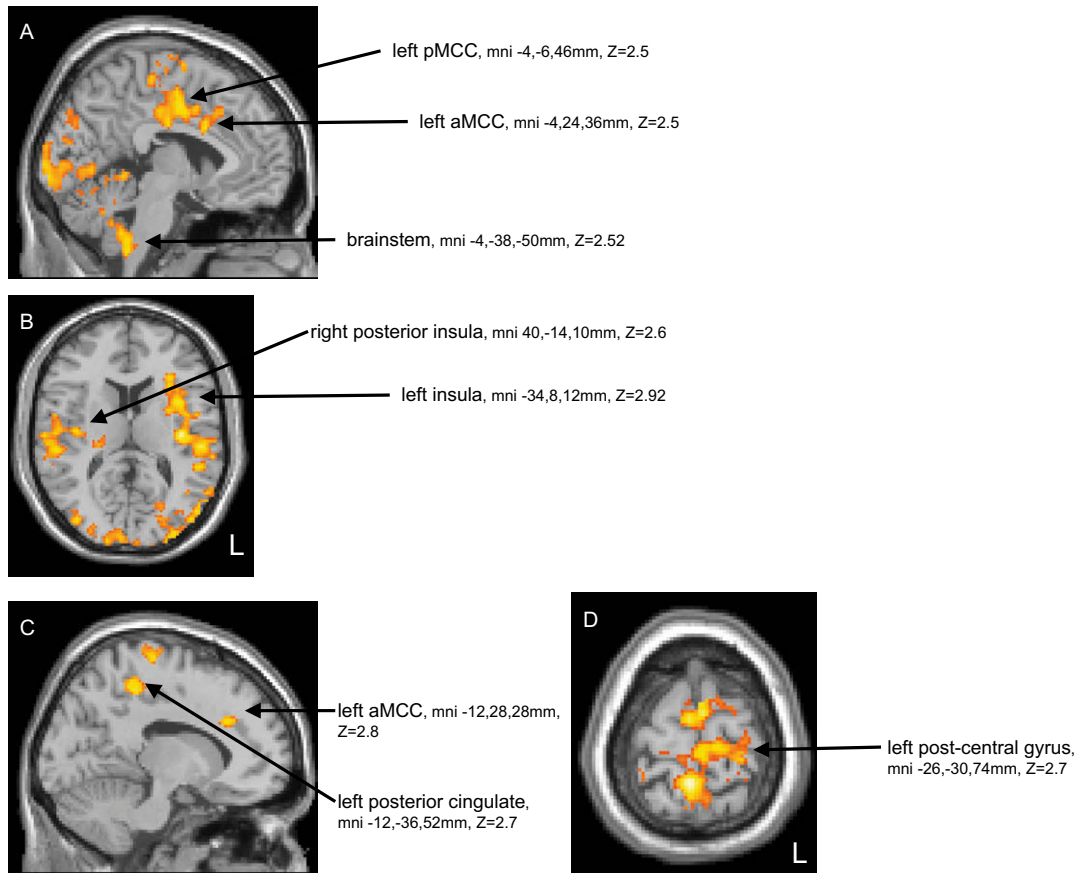 A
left pMCC, mni -4,-6,46mm, Z=2.5
left aMCC, mni -4,24,36mm, Z=2.5
brainstem, mni -4,-38,-50mm, Z=2.52
B
right posterior insula, mni 40,-14,10mm, Z=2.6
left insula, mni -34,8,12mm, Z=2.92
L
C
left aMCC, mni -12,28,28mm,
Z=2.8
left posterior cingulate,
mni -12,-36,52mm, Z=2.7
D
left post-central gyrus,
mni -26,-30,74mm, Z=2.7
L